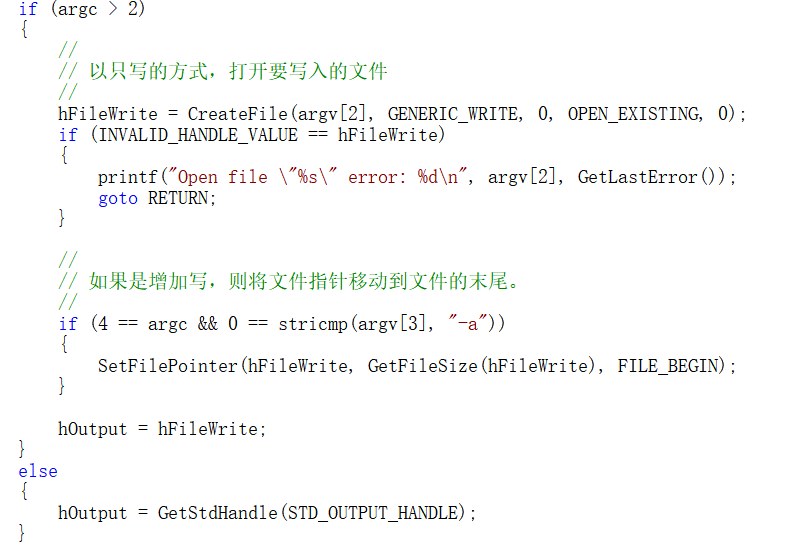 if (argc > 2)
{
    //
    // 以只写的方式，打开要写入的文件
    //
    hFileWrite = CreateFile(argv[2], GENERIC_WRITE, 0, OPEN_EXISTING, 0);
    if (INVALID_HANDLE_VALUE == hFileWrite)
    {
        printf("Open file \"%s\" error: %d\n", argv[2], GetLastError());
        goto RETURN;
    }

    //
    // 如果是增加写，则将文件指针移动到文件的末尾。
    //
    if (4 == argc && 0 == stricmp(argv[3], "-a"))
    {
        SetFilePointer(hFileWrite, GetFileSize(hFileWrite), FILE_BEGIN);
    }

    hOutput = hFileWrite;
}
else
{
    hOutput = GetStdHandle(STD_OUTPUT_HANDLE);
}